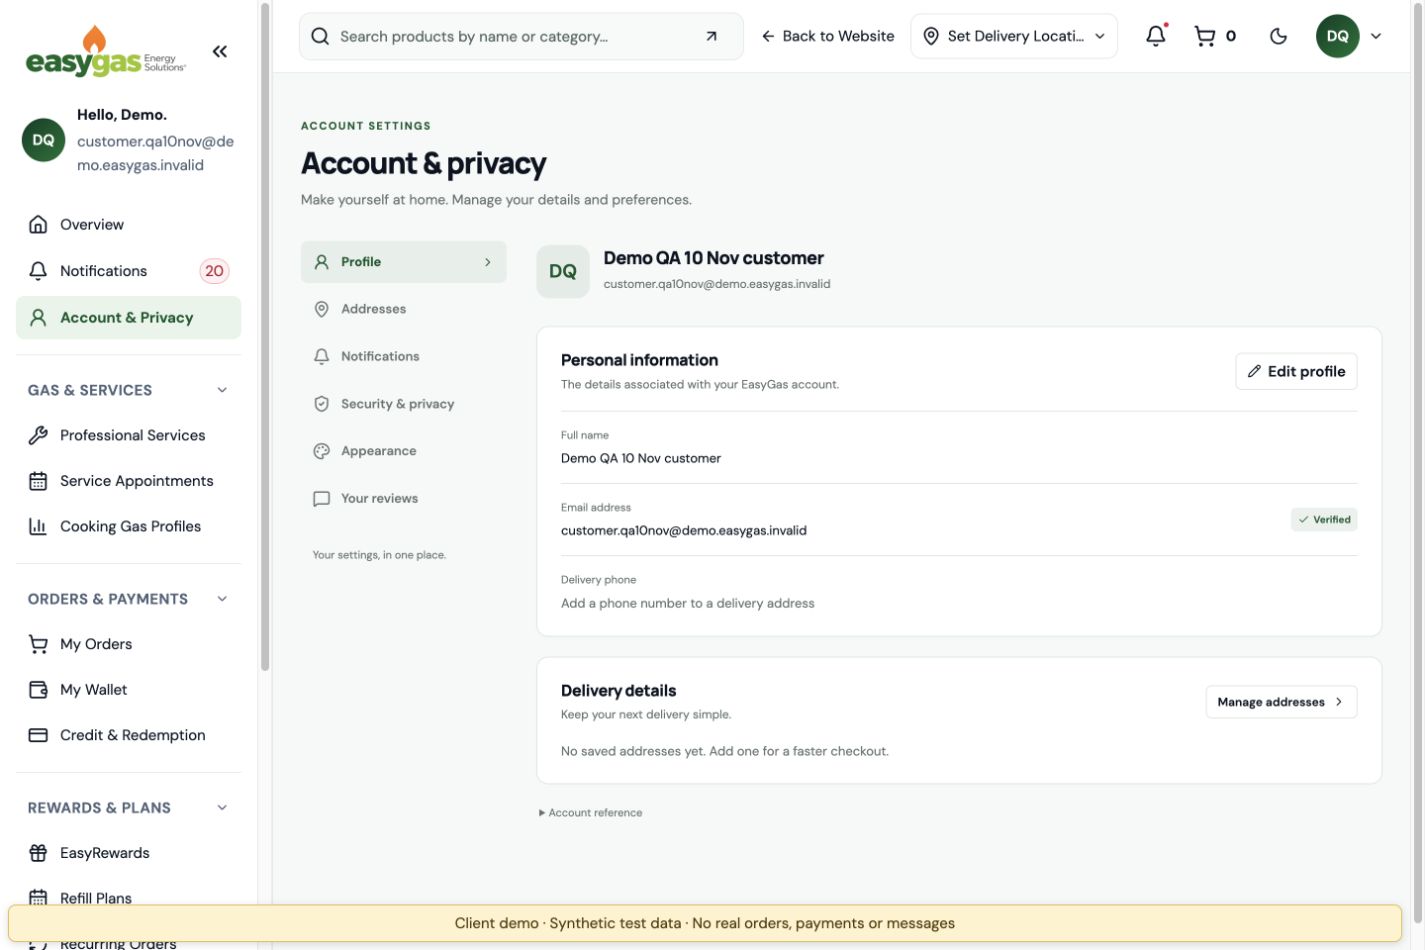 easygas Energy Solutions
Hello, Demo.
DQ
customer.qa10nov@de
mo.easygas.invalid
Overview
Notifications 20
Account & Privacy
GAS & SERVICES
Professional Services
Service Appointments
Cooking Gas Profiles
ORDERS & PAYMENTS
My Orders
My Wallet
Credit & Redemption
REWARDS & PLANS
EasyRewards
Refill Plans
Recurring Orders
Search products by name or category...
Back to Website
Set Delivery Locati...
0
DQ
ACCOUNT SETTINGS
Account & privacy
Make yourself at home. Manage your details and preferences.
Profile
Addresses
Notifications
Security & privacy
Appearance
Your reviews
Your settings, in one place.
DQ
Demo QA 10 Nov customer
customer.qa10nov@demo.easygas.invalid
Personal information
The details associated with your EasyGas account.
Edit profile
Full name
Demo QA 10 Nov customer
Email address
customer.qa10nov@demo.easygas.invalid
Verified
Delivery phone
Add a phone number to a delivery address
Delivery details
Keep your next delivery simple.
Manage addresses
No saved addresses yet. Add one for a faster checkout.
Account reference
Client demo · Synthetic test data · No real orders, payments or messages